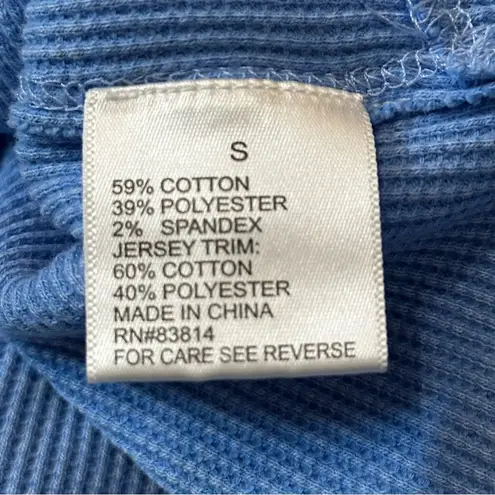 S
59% COTTON
39% POLYESTER
2% SPANDEX
JERSEY TRIM:
60% COTTON
40% POLYESTER
MADE IN CHINA
RN#83814
FOR CARE SEE REVERSE